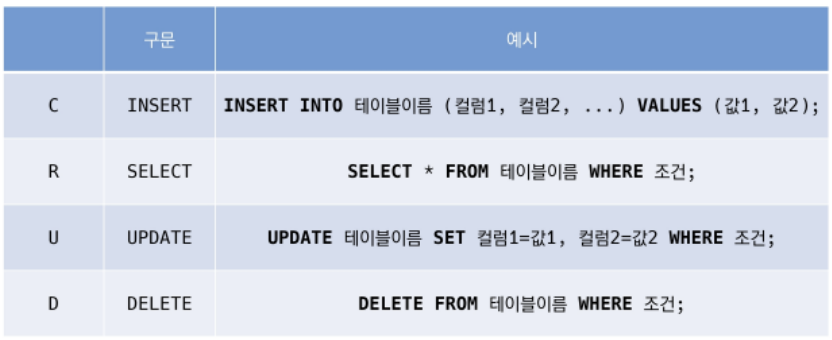 구문 예시
C INSERT INSERT INTO 테이블이름 (컬럼1, 컬럼2, ...) VALUES (값1, 값2);
R SELECT SELECT * FROM 테이블이름 WHERE 조건;
U UPDATE UPDATE 테이블이름 SET 컬럼1=값1, 컬럼2=값2 WHERE 조건;
D DELETE DELETE FROM 테이블이름 WHERE 조건;